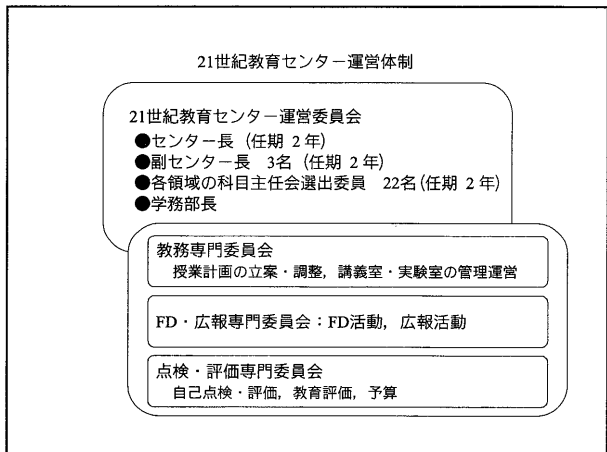 21世紀教育センター運営体制
21世紀教育センター運営委員会
●センター長 (任期 2 年)
●副センター長 3名 (任期 2 年)
●各領域の科目主任会選出委員 22名 (任期 2 年)
●学務部長
教務専門委員会
授業計画の立案・調整, 講義室・実験室の管理運営
FD・広報専門委員会：FD活動, 広報活動
点検・評価専門委員会
自己点検・評価, 教育評価, 予算